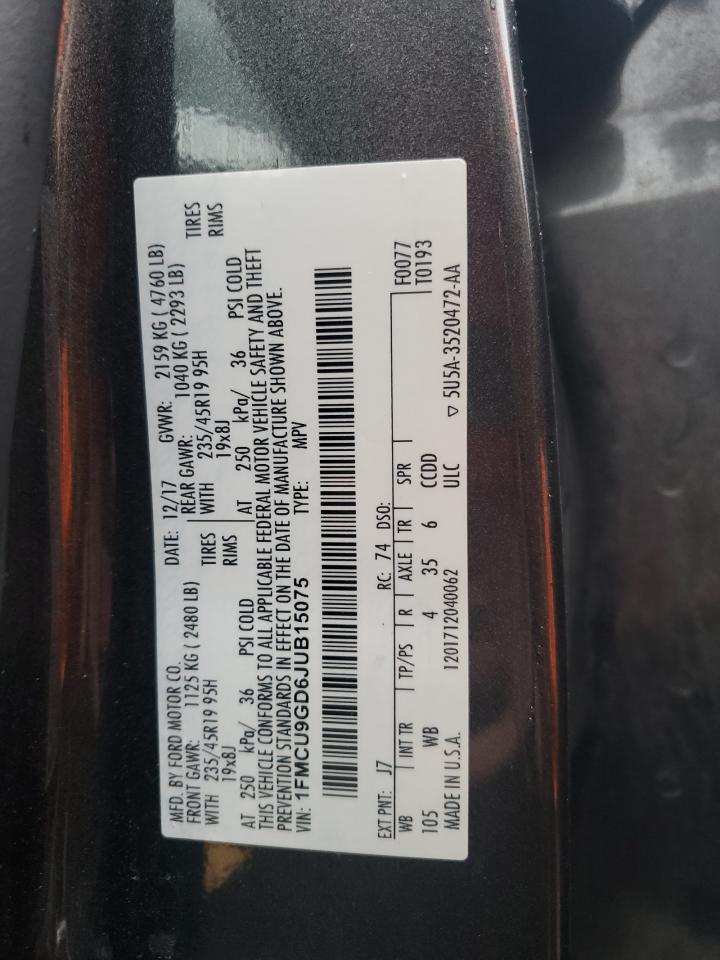 MFD. BY FORD MOTOR CO.     DATE: 12/17     GVWR: 2159 KG ( 4760 LB)
FRONT GAWR: 1125 KG ( 2480 LB)     REAR GAWR: 1040 KG ( 2293 LB)
WITH 235/45R19 95H     TIRES     WITH 235/45R19 95H     TIRES
19x8J     RIMS     19x8J     RIMS
AT 250 kPa/ 36 PSI COLD     AT 250 kPa/ 36 PSI COLD
THIS VEHICLE CONFORMS TO ALL APPLICABLE FEDERAL MOTOR VEHICLE SAFETY AND THEFT
PREVENTION STANDARDS IN EFFECT ON THE DATE OF MANUFACTURE SHOWN ABOVE.
VIN: 1FMCU9GD6JUB15075     TYPE: MPV
EXT PNT: J7     RC: 74 DSO:     F0077
WB | INT TR | TP/PS | R | AXLE | TR | SPR     T0193
105 WB 4 35 6 CCDD
MADE IN U.S.A.     1201712040062     ULC     ▽ 5U5A-3520472-AA